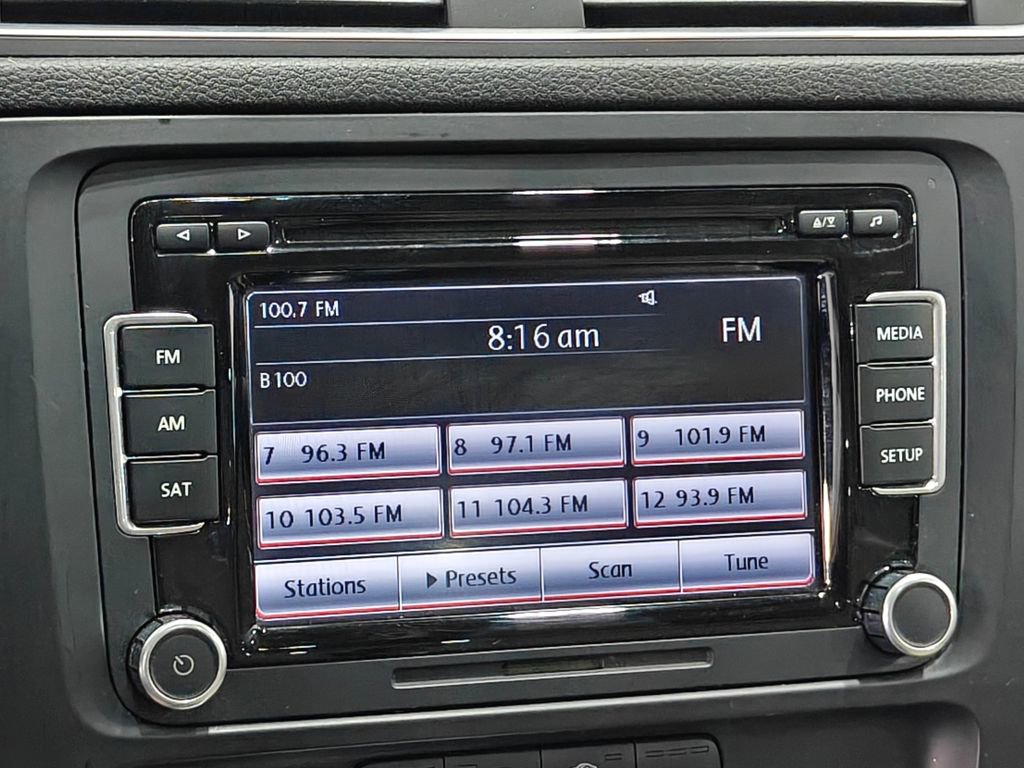 100.7 FM
8:16 am
FM
B 100
FM
AM
SAT
MEDIA
PHONE
SETUP
7 96.3 FM
8 97.1 FM
9 101.9 FM
10 103.5 FM
11 104.3 FM
12 93.9 FM
Stations
Presets
Scan
Tune